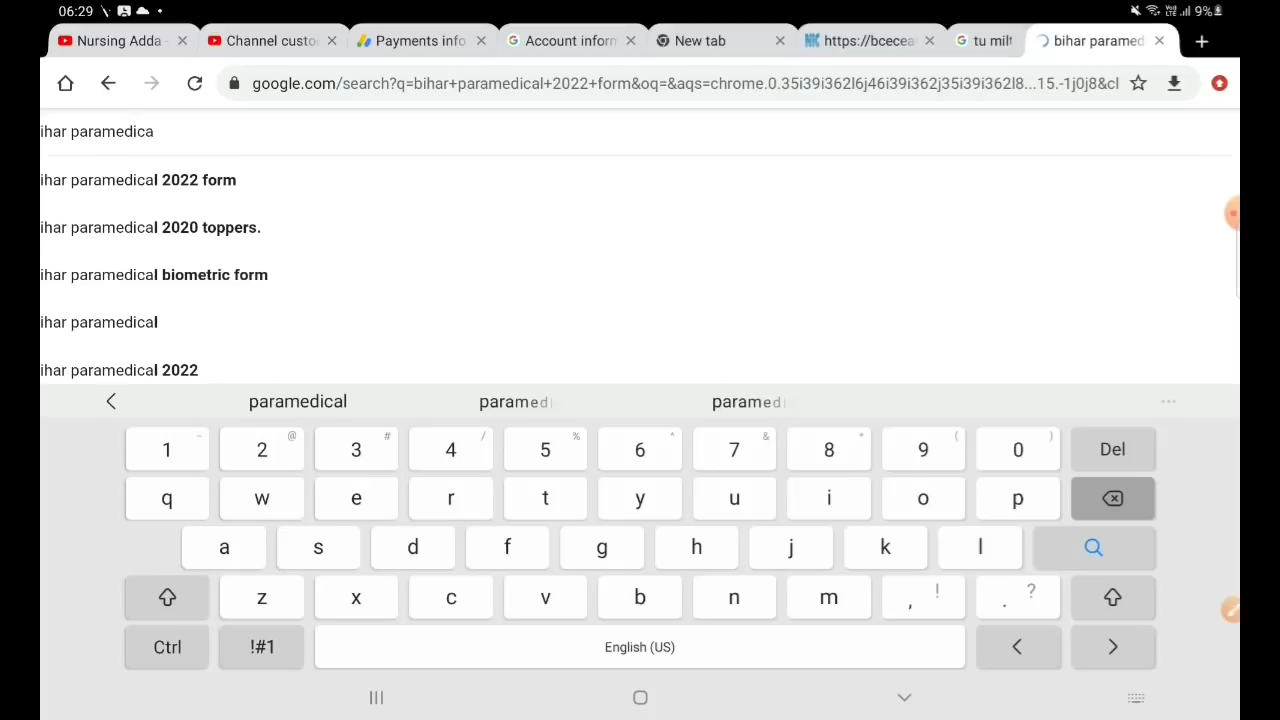 06:29 9%
Nursing Adda Channel custo Payments info Account inforn New tab https://bcecea tu milt bihar paramed
google.com/search?q=bihar+paramedical+2022+form&oq=&aqs=chrome.0.35i39i362l6j46i39i362j35i39i362l8...15.-1j0j8&cl
ihar paramedica
ihar paramedical 2022 form
ihar paramedical 2020 toppers.
ihar paramedical biometric form
ihar paramedical
ihar paramedical 2022
paramedical paramedi paramedi
1 2 @ 3 # 4 / 5 % 6 ^ 7 & 8 * 9 ( 0 ) Del
q w e r t y u i o p
a s d f g h j k l
z x c v b n m , ! . ?
Ctrl !#1 English (US) < >